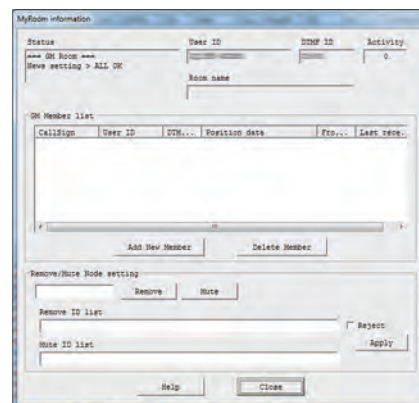 MyRoom information
Status
User ID
DTMF ID
Activity
=== GM Room ===
News setting > ALL OK
0
Room name
GM Member list
CallSign
User ID
DTM...
Position data
Fro...
Last rece.
Add New Member
Delete Member
Remove/Mute Node setting
Remove
Mute
Remove ID list
Reject
Apply
Mute ID list
Help
Close